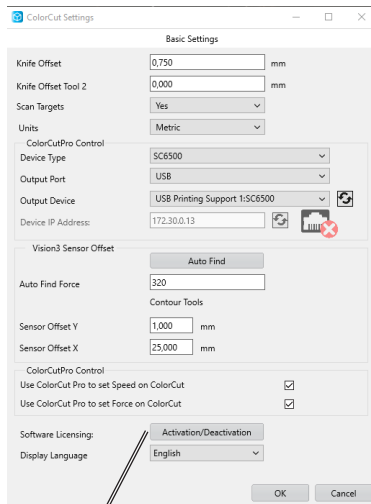 ColorCut Settings
Basic Settings
Knife Offset 0,750 mm
Knife Offset Tool 2 0,000 mm
Scan Targets Yes
Units Metric
ColorCutPro Control
Device Type SC6500
Output Port USB
Output Device USB Printing Support 1:SC6500
Device IP Address: 172.30.0.13
Vision3 Sensor Offset
Auto Find
Auto Find Force 320
Contour Tools
Sensor Offset Y 1,000 mm
Sensor Offset X 25,000 mm
ColorCutPro Control
Use ColorCut Pro to set Speed on ColorCut
Use ColorCut Pro to set Force on ColorCut
Software Licensing: Activation/Deactivation
Display Language English
OK Cancel